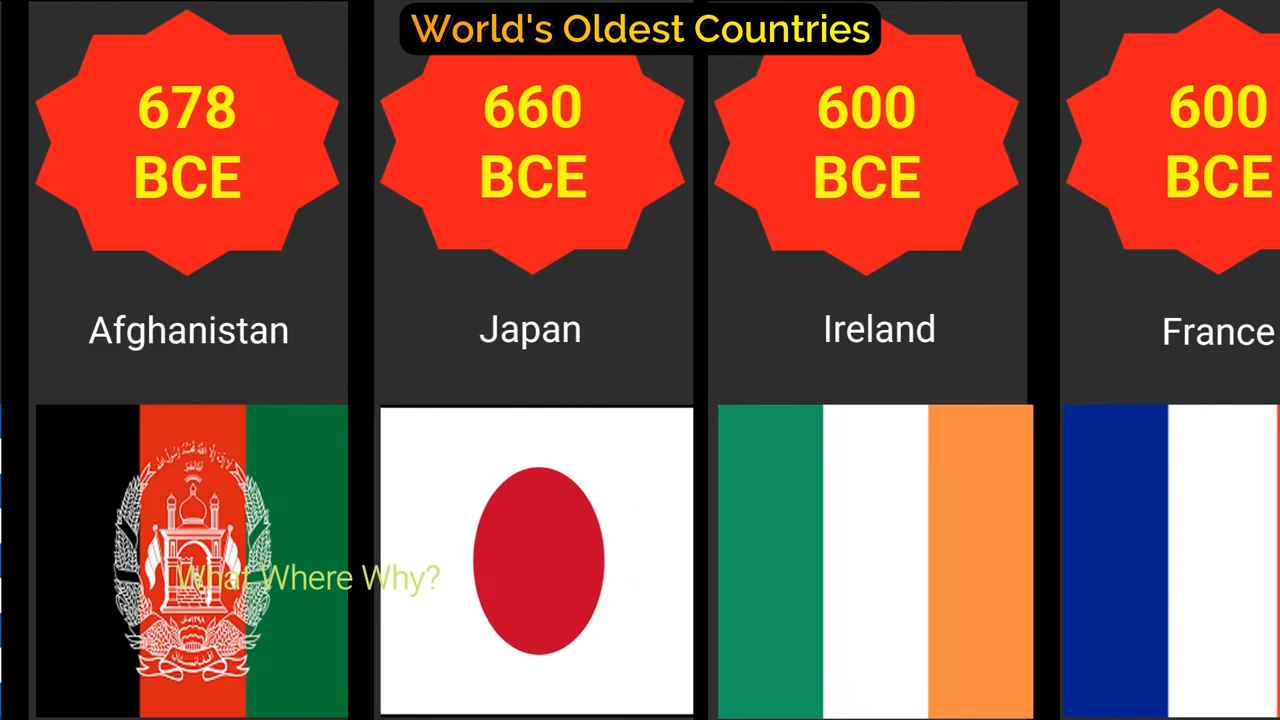 World's Oldest Countries
678
BCE
660
BCE
600
BCE
600
BCE
Afghanistan
Japan
Ireland
France
What Where Why?